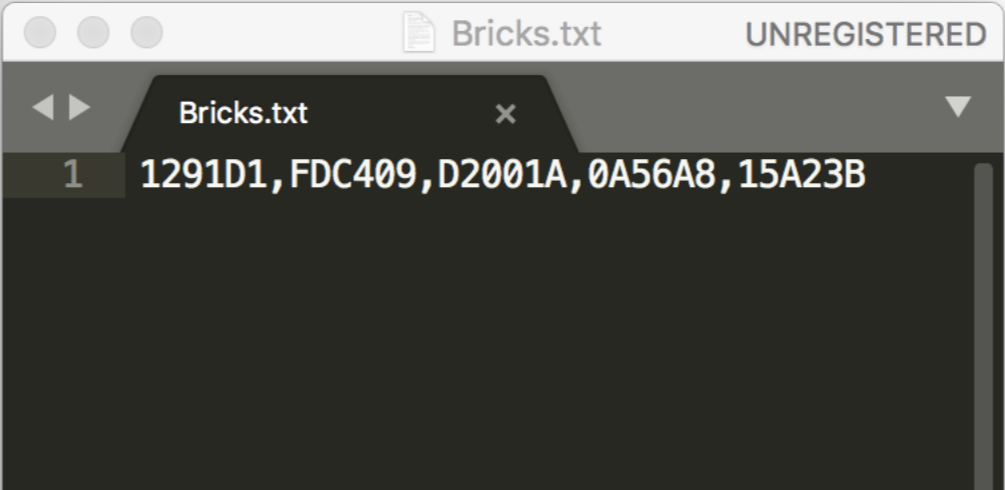 Bricks.txt UNREGISTERED
Bricks.txt ×
1 1291D1,FDC409,D2001A,0A56A8,15A23B